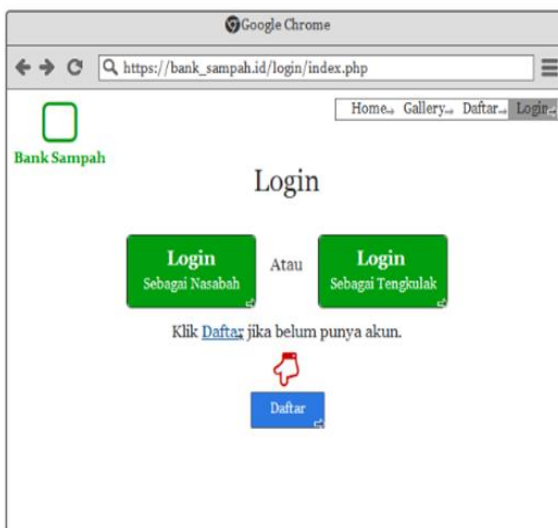 Google Chrome
https://bank_sampah.id/login/index.php
Home Gallery Daftar Login
Bank Sampah
Login
Login
Sebagai Nasabah
Atau
Login
Sebagai Tengkulak
Klik Daftar jika belum punya akun.
Daftar